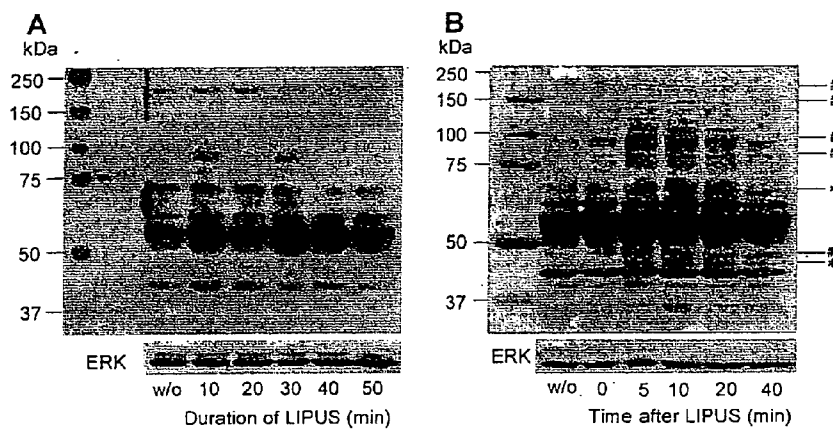 A
kDa
250
150
100
75
50
37
ERK
w/o 10 20 30 40 50
Duration of LIPUS (min)
B
kDa
250
150
100
75
50
37
ERK
w/o 0 5 10 20 40
Time after LIPUS (min)